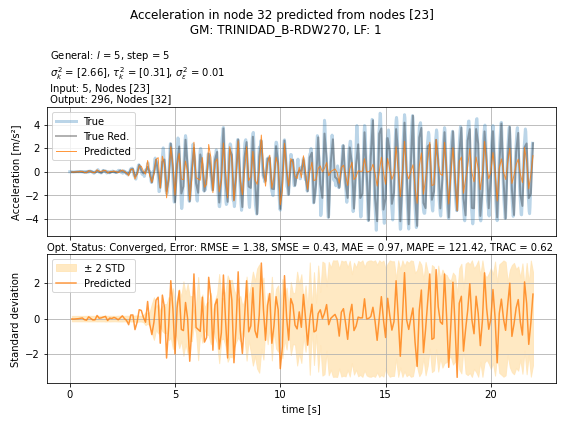 Acceleration in node 32 predicted from nodes [23]
GM: TRINIDAD_B-RDW270, LF: 1
General: l = 5, step = 5
σ²ₖ = [2.66], τ²ₖ = [0.31], σ²ε = 0.01
Input: 5, Nodes [23]
Output: 296, Nodes [32]
True
True Red.
Predicted
Acceleration [m/s²]
4
2
0
−2
−4
Opt. Status: Converged, Error: RMSE = 1.38, SMSE = 0.43, MAE = 0.97, MAPE = 121.42, TRAC = 0.62
± 2 STD
Predicted
Standard deviation
2
0
−2
0
5
10
15
20
time [s]